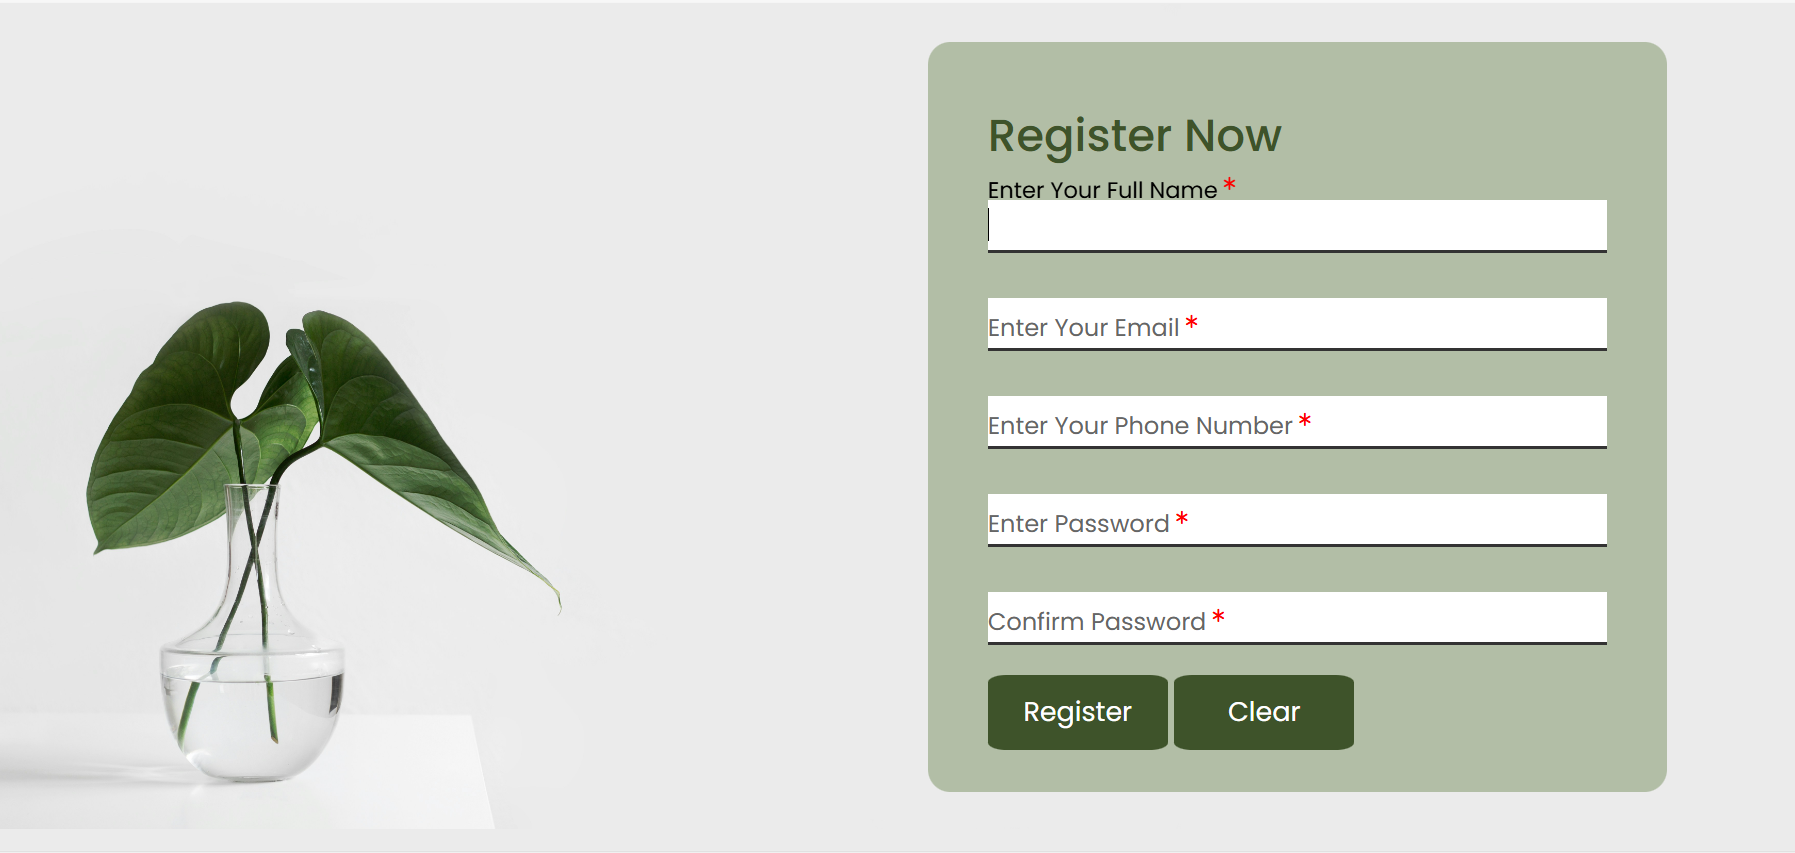 Register Now
Enter Your Full Name *
Enter Your Email *
Enter Your Phone Number *
Enter Password *
Confirm Password *
Register Clear